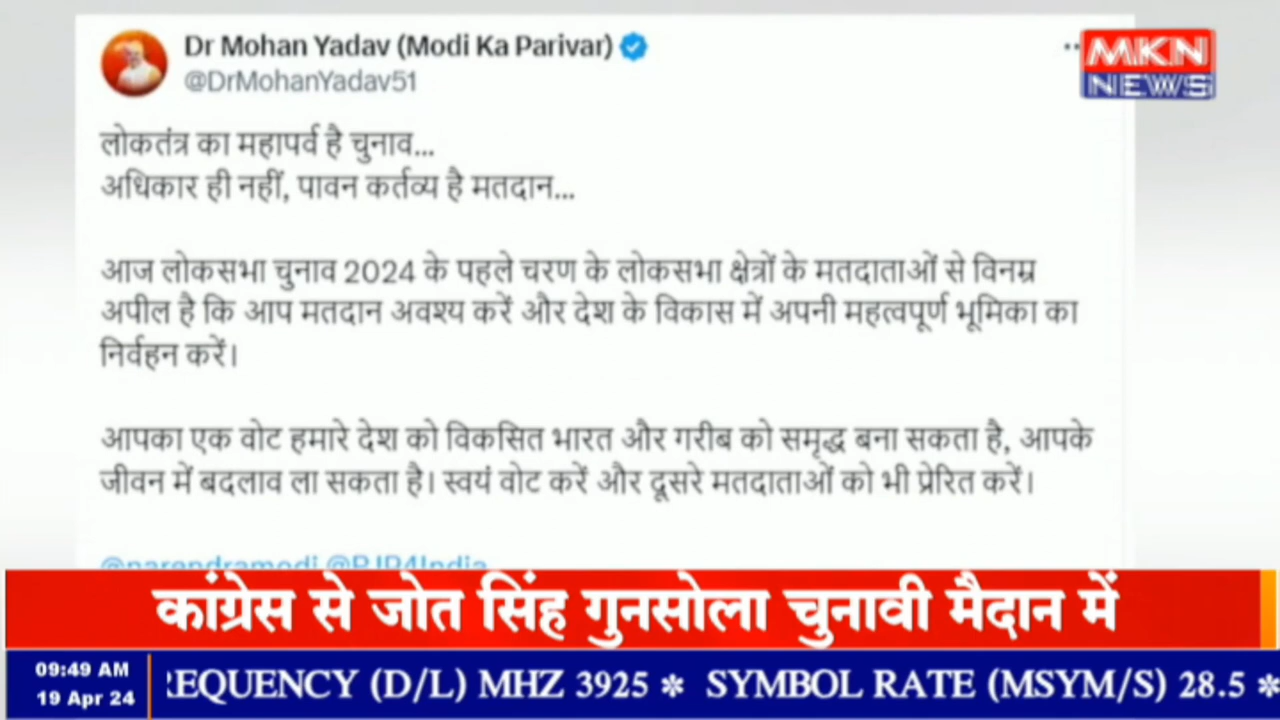 Dr Mohan Yadav (Modi Ka Parivar)
@DrMohanYadav51
MKN
NEWS
लोकतंत्र का महापर्व है चुनाव...
अधिकार ही नहीं, पावन कर्तव्य है मतदान...
आज लोकसभा चुनाव 2024 के पहले चरण के लोकसभा क्षेत्रों के मतदाताओं से विनम्र
अपील है कि आप मतदान अवश्य करें और देश के विकास में अपनी महत्वपूर्ण भूमिका का
निर्वहन करें।
आपका एक वोट हमारे देश को विकसित भारत और गरीब को समृद्ध बना सकता है, आपके
जीवन में बदलाव ला सकता है। स्वयं वोट करें और दूसरे मतदाताओं को भी प्रेरित करें।
@narendramodi @BJP4India
कांग्रेस से जोत सिंह गुनसोला चुनावी मैदान में
09:49 AM
19 Apr 24
REQUENCY (D/L) MHZ 3925 * SYMBOL RATE (MSYM/S) 28.5 *